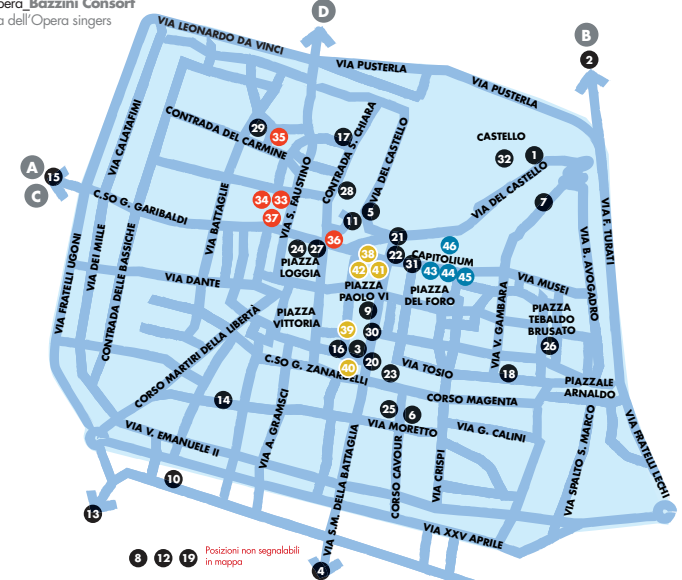 pera_Bazzini Consort
a dell'Opera singers
D
B
2
VIA LEONARDO DA VINCI
VIA PUSTERLA
VIA PUSTERLA
VIA CALATAFIMI
CONTRADA DEL CARMINE
29
35
17
CONTRADA S. CHIARA
VIA DEL CASTELLO
CASTELLO
32
1
A
15
C
C.SO G. GARIBALDI
VIA BATTAGLIE
VIA S. FAUSTINO
34
33
37
28
5
11
36
VIA DEL CASTELLO
7
24
27
PIAZZA
LOGGIA
21
22
31
38
42
41
PIAZZA
PAOLO VI
46
CAPITOLIUM
43
44
45
PIAZZA
DEL FORO
VIA MUSEI
VIA B. AVOGADRO
VIA F. TURATI
VIA FRATELLI UGONI
VIA DEI MILLE
CONTRADA DELLE BASSICHE
VIA DANTE
PIAZZA
VITTORIA
9
39
30
16
3
20
40
23
VIA V. GAMBARA
PIAZZA
TEBALDO
BRUSATO
26
CORSO MARTIRI DELLA LIBERTÀ
C.SO G. ZANARDELLI
VIA TOSIO
18
CORSO MAGENTA
PIAZZALE
ARNALDO
14
25
6
VIA MORETTO
VIA G. CALINI
VIA V. EMANUELE II
VIA A. GRAMSCI
VIA S.M. DELLA BATTAGLIA
CORSO CAVOUR
VIA CRISPI
VIA SPALTO S. MARCO
VIA FRATELLI LECHI
10
13
VIA XXV APRILE
8
12
19
Posizioni non segnalabili
in mappa
4